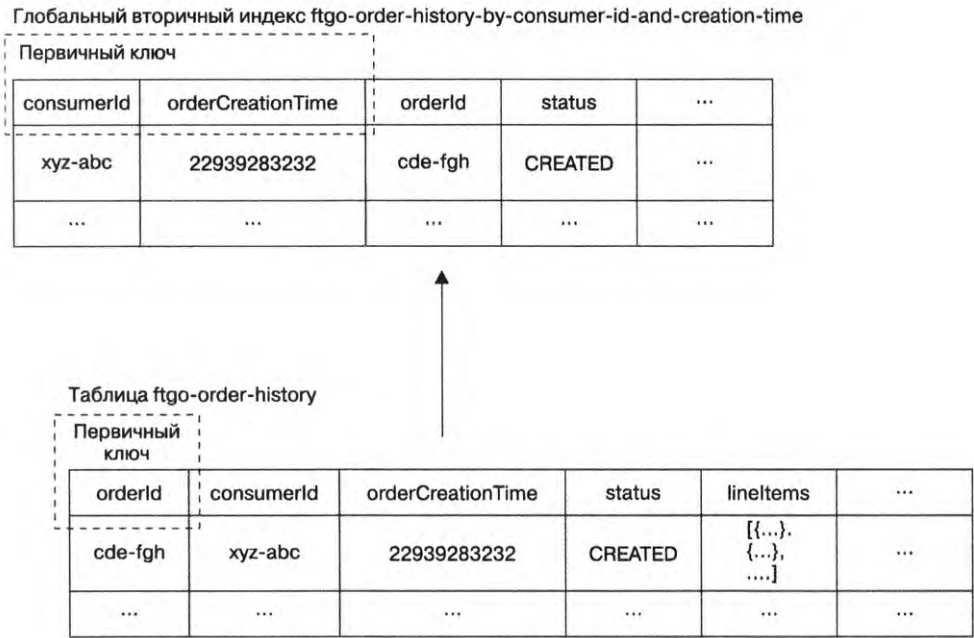 Глобальный вторичный индекс ftgo-order-history-by-consumer-id-and-creation-time
Первичный ключ
consumerId orderCreationTime orderId status ...
xyz-abc 22939283232 cde-fgh CREATED ...
... ... ... ... ...
Таблица ftgo-order-history
Первичный
ключ
orderId consumerId orderCreationTime status lineItems ...
cde-fgh xyz-abc 22939283232 CREATED [{...}, {...}, ....] ...
... ... ... ... ... ...